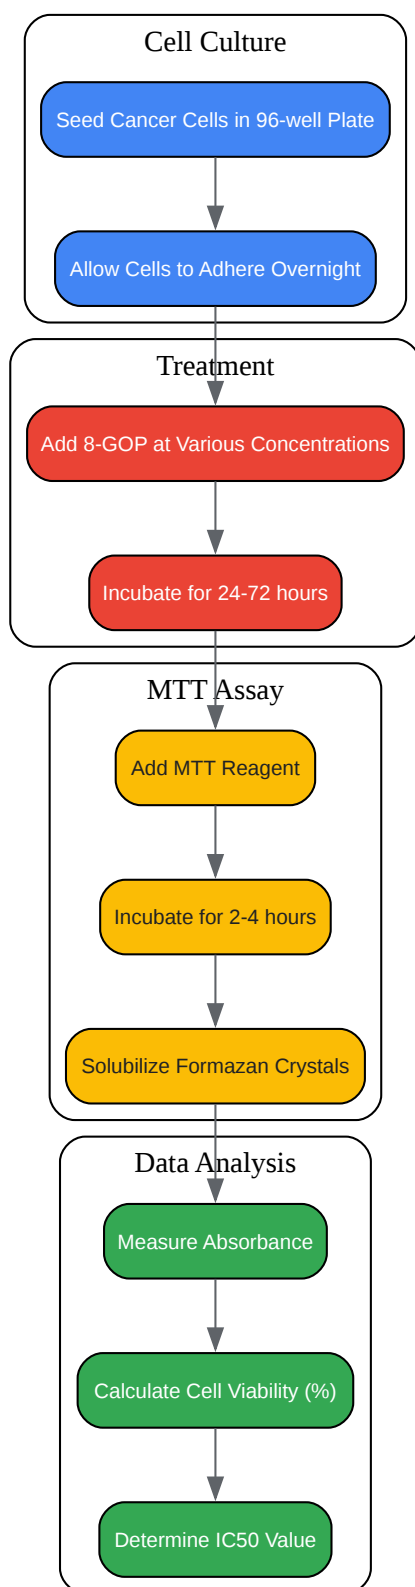 Cell Culture
Seed Cancer Cells in 96-well Plate
Allow Cells to Adhere Overnight
Treatment
Add 8-GOP at Various Concentrations
Incubate for 24-72 hours
MTT Assay
Add MTT Reagent
Incubate for 2-4 hours
Solubilize Formazan Crystals
Data Analysis
Measure Absorbance
Calculate Cell Viability (%)
Determine IC50 Value